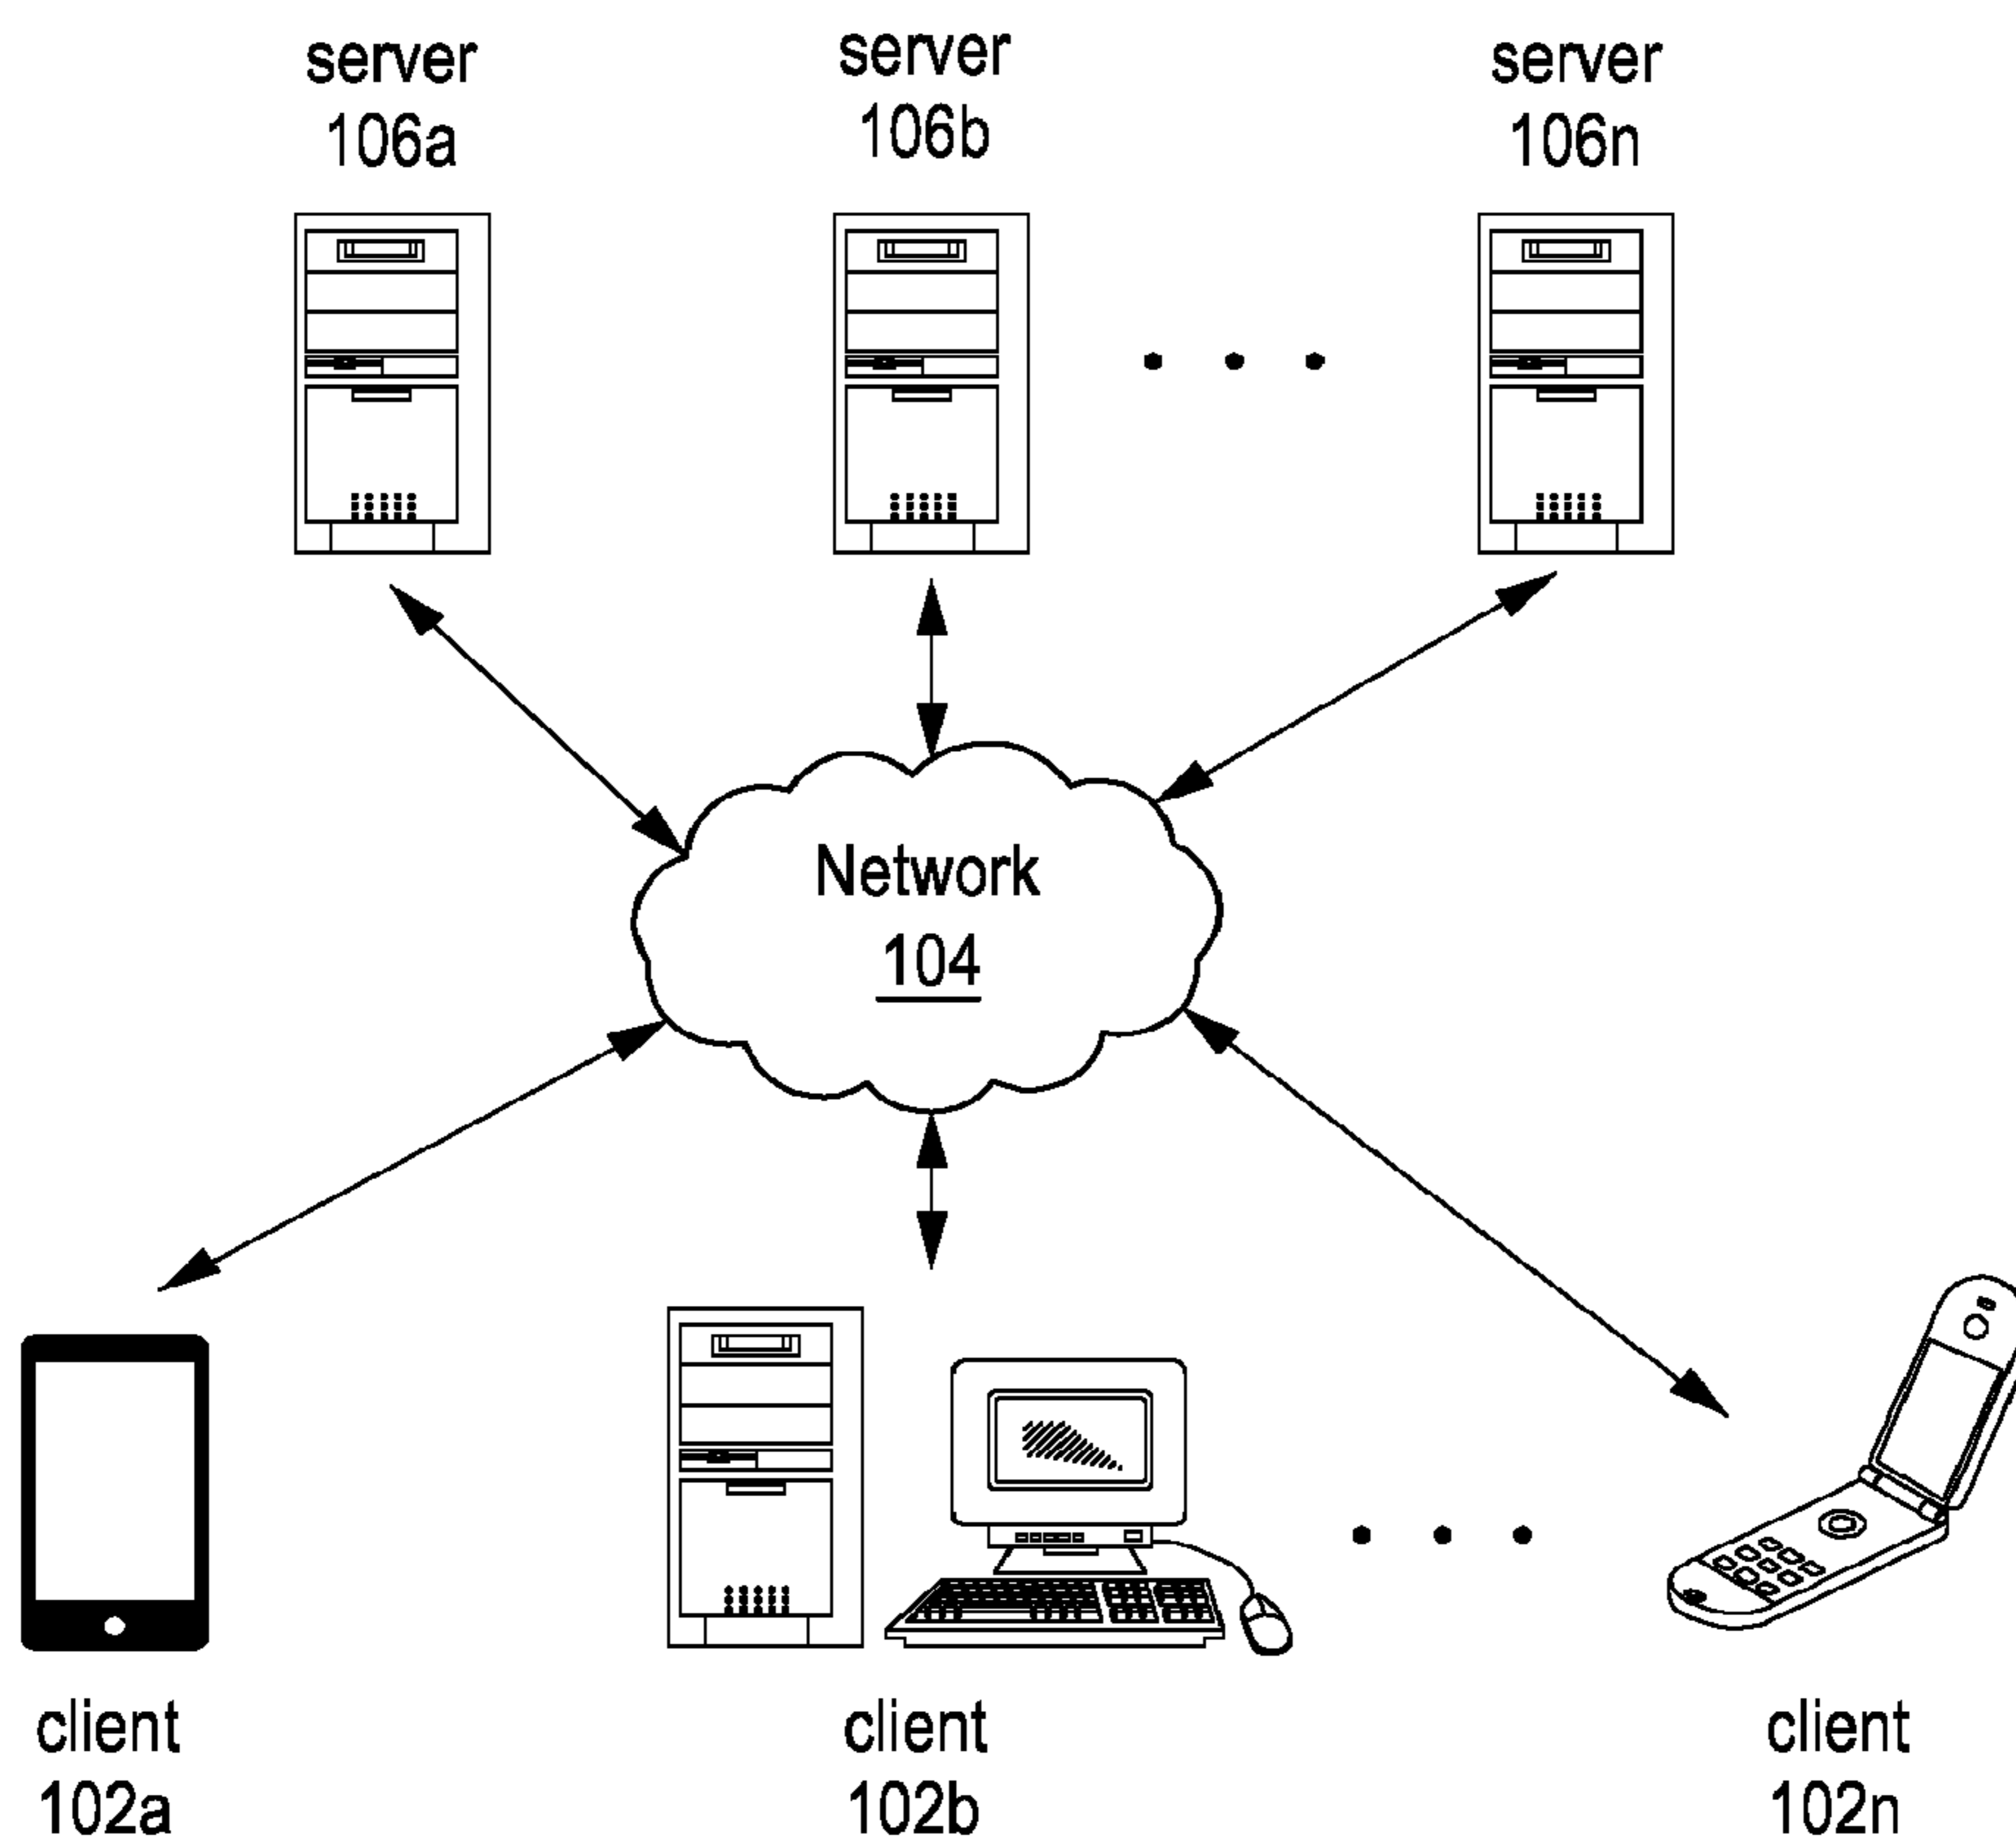 server
106a
server
106b
server
106n
Network
104
client
102a
client
102b
client
102n